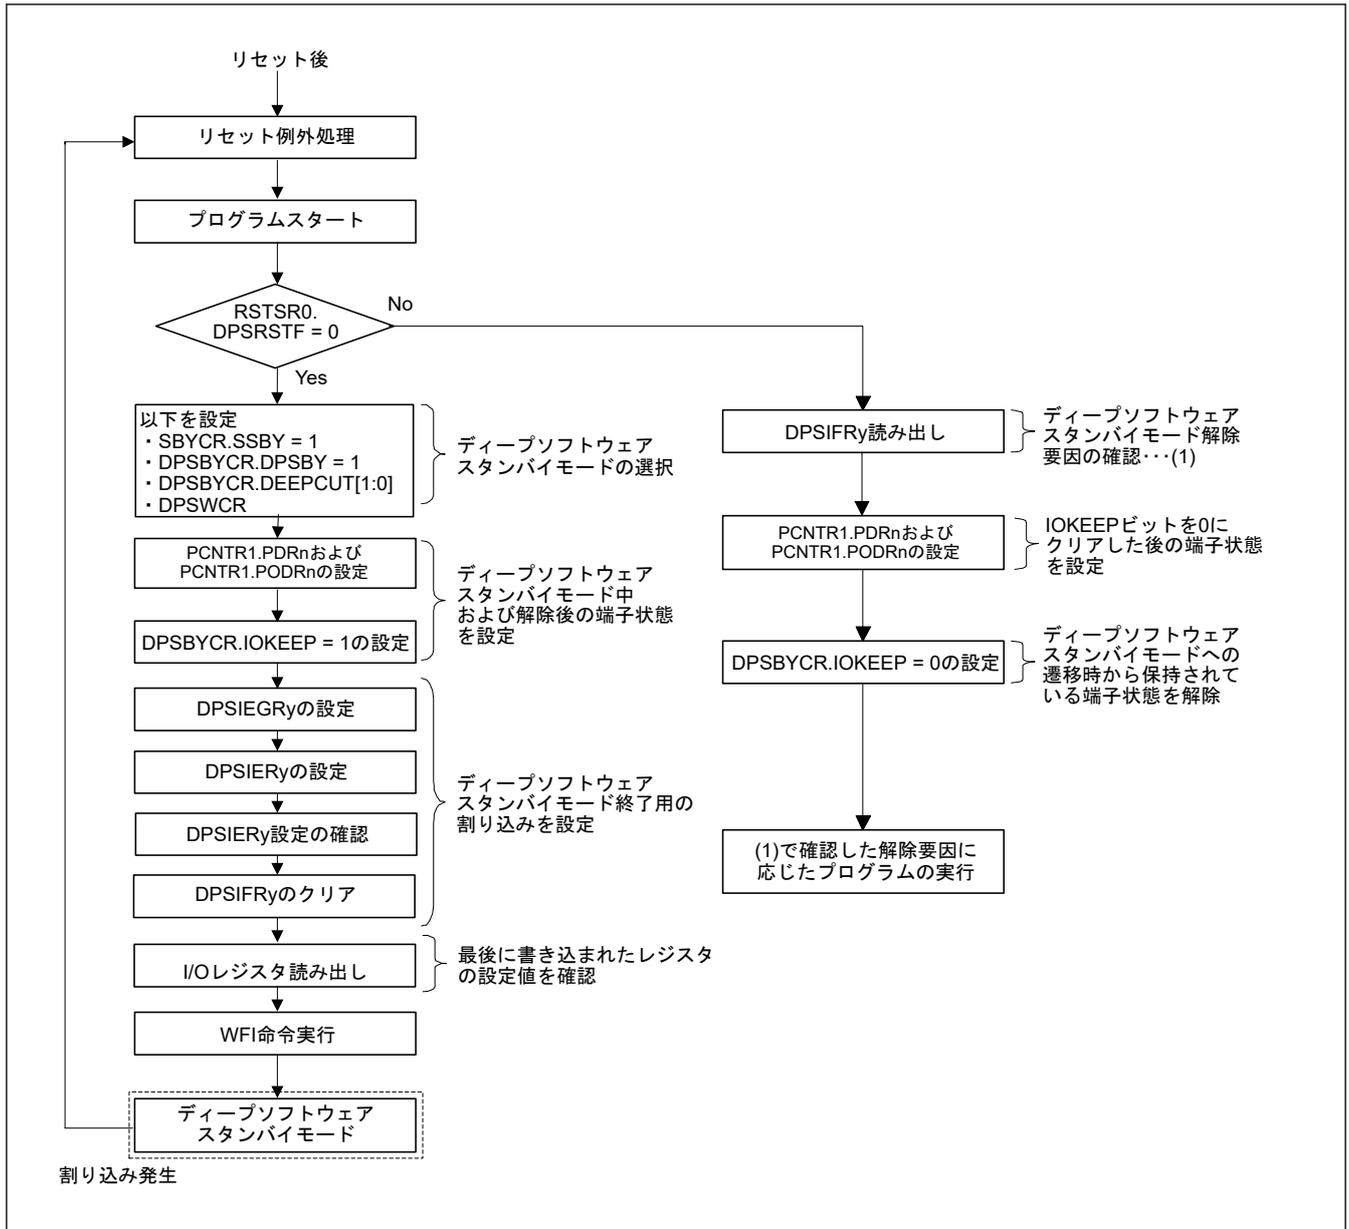 リセット後
リセット例外処理
プログラムスタート
RSTSR0.
DPSRSTF = 0
No
Yes
以下を設定
・SBYCR.SSBY = 1
・DPSBYCR.DPSBY = 1
・DPSBYCR.DEEPCUT[1:0]
・DPSWCR
ディープソフトウェア
スタンバイモードの選択
PCNTR1.PDRnおよび
PCNTR1.PODRnの設定
DPSBYCR.IOKEEP = 1の設定
ディープソフトウェア
スタンバイモード中
および解除後の端子状態
を設定
DPSIEGRyの設定
DPSIERyの設定
DPSIERy設定の確認
DPSIFRyのクリア
ディープソフトウェア
スタンバイモード終了用の
割り込みを設定
I/Oレジスタ読み出し
最後に書き込まれたレジスタ
の設定値を確認
WFI命令実行
ディープソフトウェア
スタンバイモード
割り込み発生
DPSIFRy読み出し
ディープソフトウェア
スタンバイモード解除
要因の確認･･･(1)
PCNTR1.PDRnおよび
PCNTR1.PODRnの設定
IOKEEPビットを0に
クリアした後の端子状態
を設定
DPSBYCR.IOKEEP = 0の設定
ディープソフトウェア
スタンバイモードへの
遷移時から保持されて
いる端子状態を解除
(1)で確認した解除要因に
応じたプログラムの実行